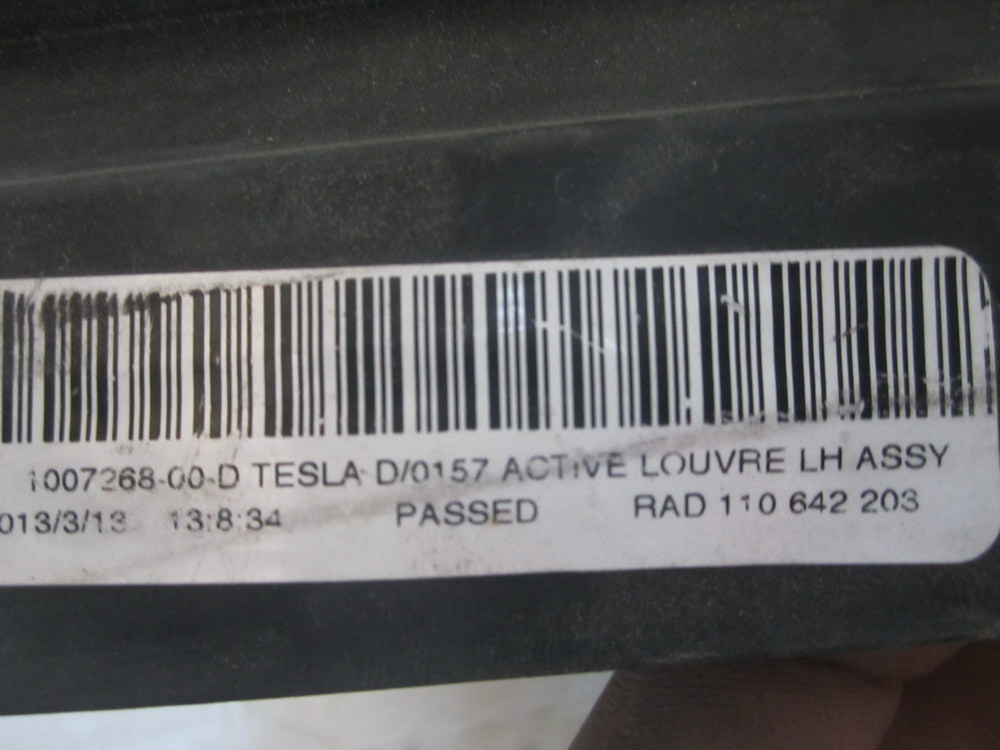 1007268-00-D TESLA D/0157 ACTIVE LOUVRE LH ASSY
013/3/13 13:8:34 PASSED RAD 110 642 203